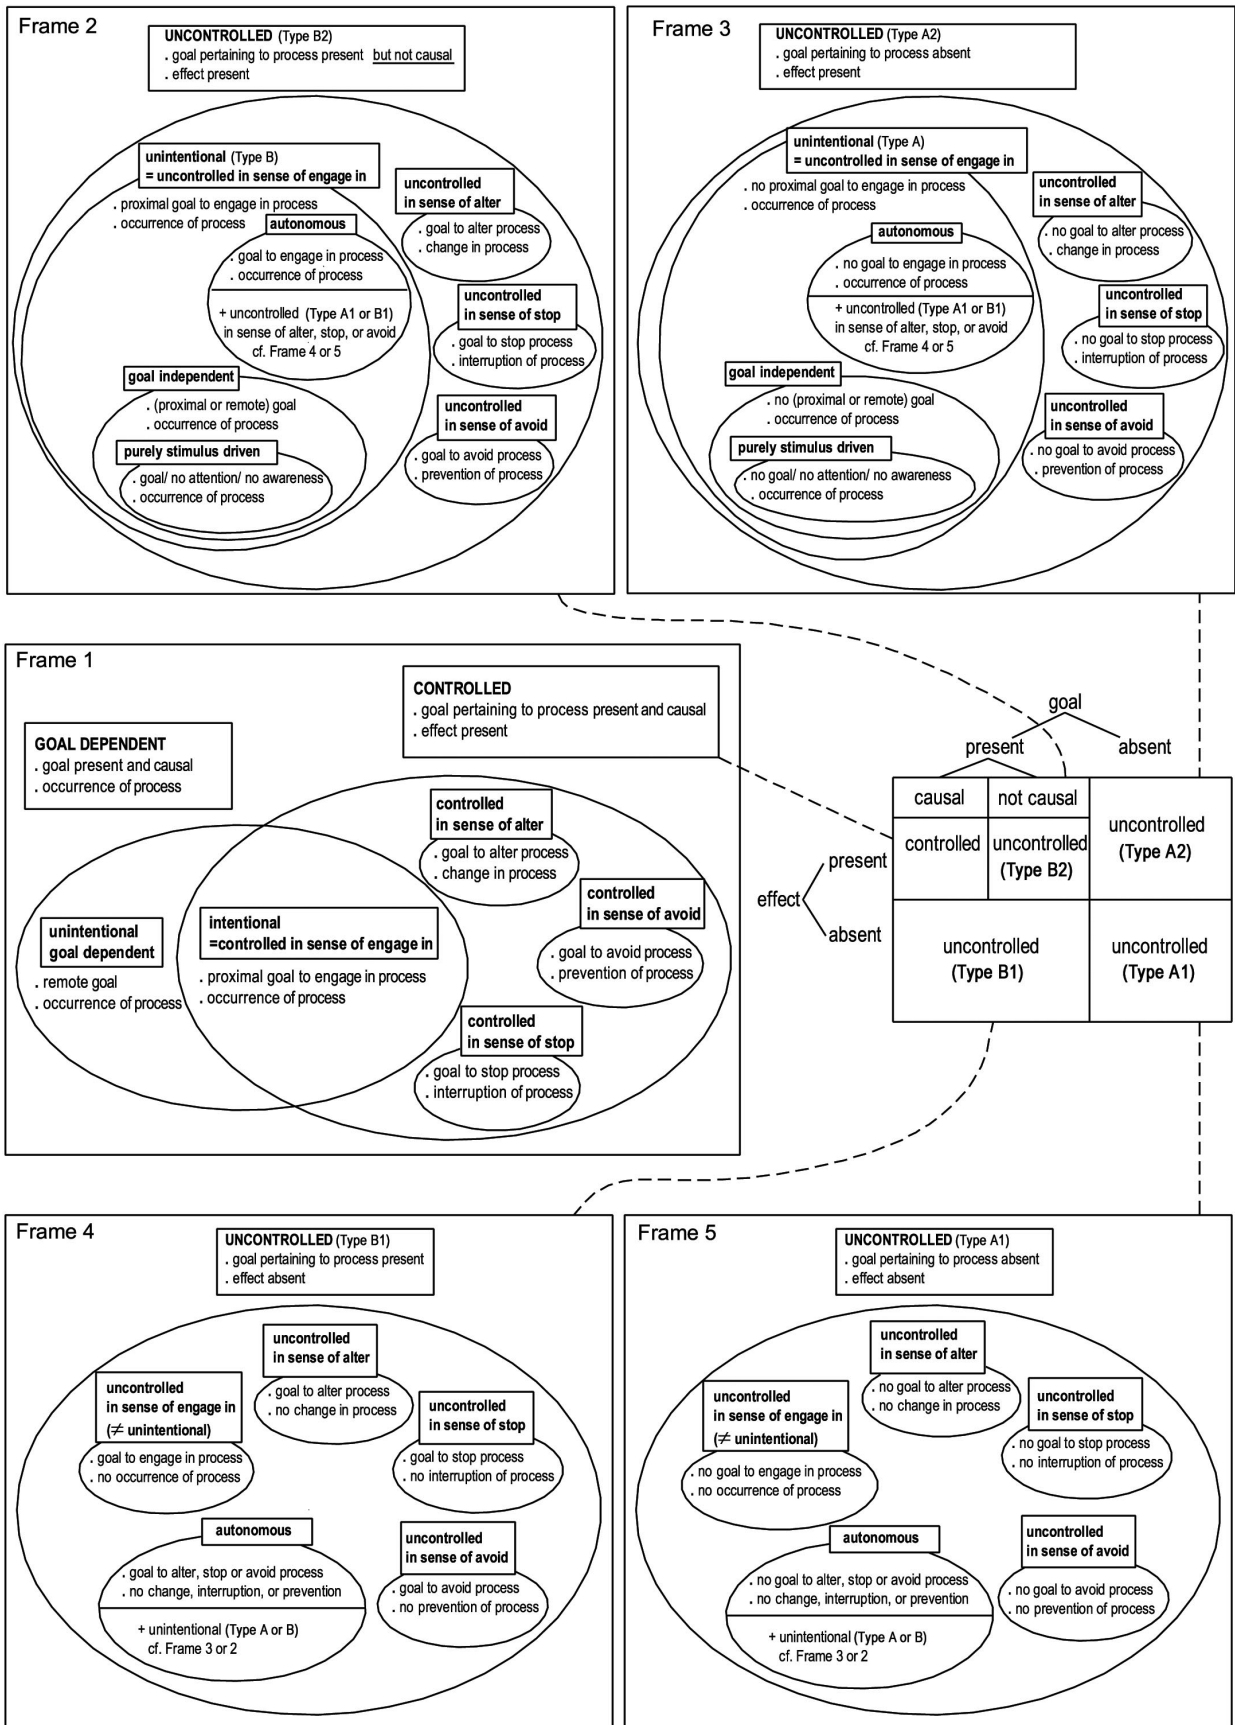 Frame 2
UNCONTROLLED (Type B2)
. goal pertaining to process present but not causal
. effect present
unintentional (Type B)
= uncontrolled in sense of engage in
. proximal goal to engage in process
. occurrence of process
autonomous
. goal to engage in process
. occurrence of process
+ uncontrolled (Type A1 or B1)
in sense of alter, stop, or avoid
cf. Frame 4 or 5
goal independent
. (proximal or remote) goal
. occurrence of process
purely stimulus driven
. goal/ no attention/ no awareness
. occurrence of process
uncontrolled
in sense of alter
. goal to alter process
. change in process
uncontrolled
in sense of stop
. goal to stop process
. interruption of process
uncontrolled
in sense of avoid
. goal to avoid process
. prevention of process
Frame 3
UNCONTROLLED (Type A2)
. goal pertaining to process absent
. effect present
unintentional (Type A)
= uncontrolled in sense of engage in
. no proximal goal to engage in process
. occurrence of process
autonomous
. no goal to engage in process
. occurrence of process
+ uncontrolled (Type A1 or B1)
in sense of alter, stop, or avoid
cf. Frame 4 or 5
goal independent
. no (proximal or remote) goal
. occurrence of process
purely stimulus driven
. no goal/ no attention/ no awareness
. occurrence of process
uncontrolled
in sense of alter
. no goal to alter process
. change in process
uncontrolled
in sense of stop
. no goal to stop process
. interruption of process
uncontrolled
in sense of avoid
. no goal to avoid process
. prevention of process
Frame 1
CONTROLLED
. goal pertaining to process present and causal
. effect present
GOAL DEPENDENT
. goal present and causal
. occurrence of process
controlled
in sense of alter
. goal to alter process
. change in process
controlled
in sense of avoid
. goal to avoid process
. prevention of process
unintentional
goal dependent
. remote goal
. occurrence of process
intentional
=controlled in sense of engage in
. proximal goal to engage in process
. occurrence of process
controlled
in sense of stop
. goal to stop process
. interruption of process
goal
present
absent
causal
not causal
uncontrolled
(Type A2)
controlled
uncontrolled
(Type B2)
effect
present
absent
uncontrolled
(Type B1)
uncontrolled
(Type A1)
Frame 4
UNCONTROLLED (Type B1)
. goal pertaining to process present
. effect absent
uncontrolled
in sense of alter
. goal to alter process
. no change in process
uncontrolled
in sense of engage in
(≠ unintentional)
. goal to engage in process
. no occurrence of process
uncontrolled
in sense of stop
. goal to stop process
. no interruption of process
autonomous
. goal to alter, stop or avoid process
. no change, interruption, or prevention
+ unintentional (Type A or B)
cf. Frame 3 or 2
uncontrolled
in sense of avoid
. goal to avoid process
. no prevention of process
Frame 5
UNCONTROLLED (Type A1)
. goal pertaining to process absent
. effect absent
uncontrolled
in sense of alter
. no goal to alter process
. no change in process
uncontrolled
in sense of engage in
(≠ unintentional)
. no goal to engage in process
. no occurrence of process
uncontrolled
in sense of stop
. no goal to stop process
. no interruption of process
autonomous
. no goal to alter, stop or avoid process
. no change, interruption, or prevention
+ unintentional (Type A or B)
cf. Frame 3 or 2
uncontrolled
in sense of avoid
. no goal to avoid process
. no prevention of process